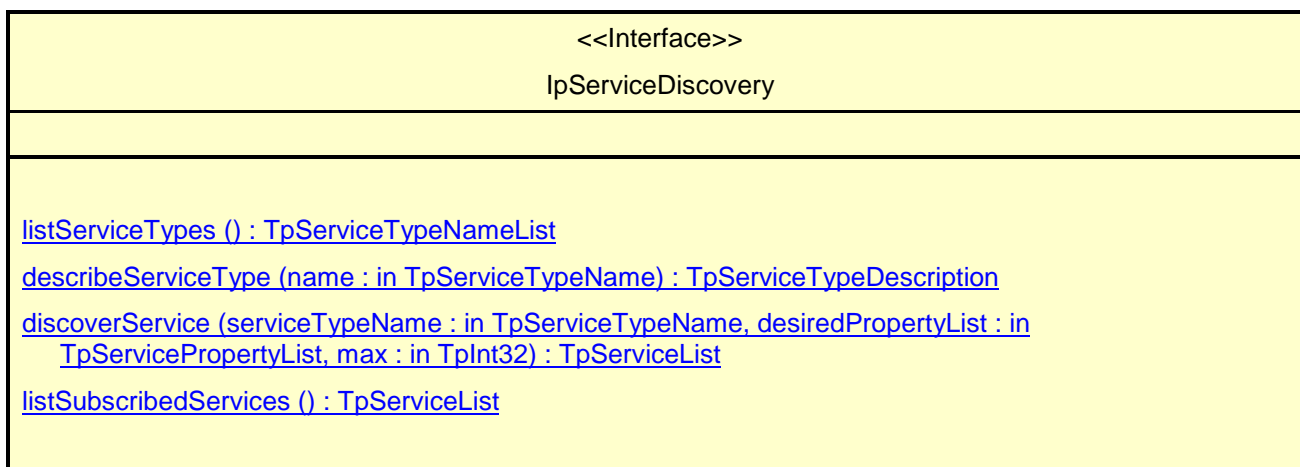 <<Interface>>
IpServiceDiscovery
listServiceTypes () : TpServiceTypeNameList
describeServiceType (name : in TpServiceTypeName) : TpServiceTypeDescription
discoverService (serviceTypeName : in TpServiceTypeName, desiredPropertyList : in
TpServicePropertyList, max : in TpInt32) : TpServiceList
listSubscribedServices () : TpServiceList